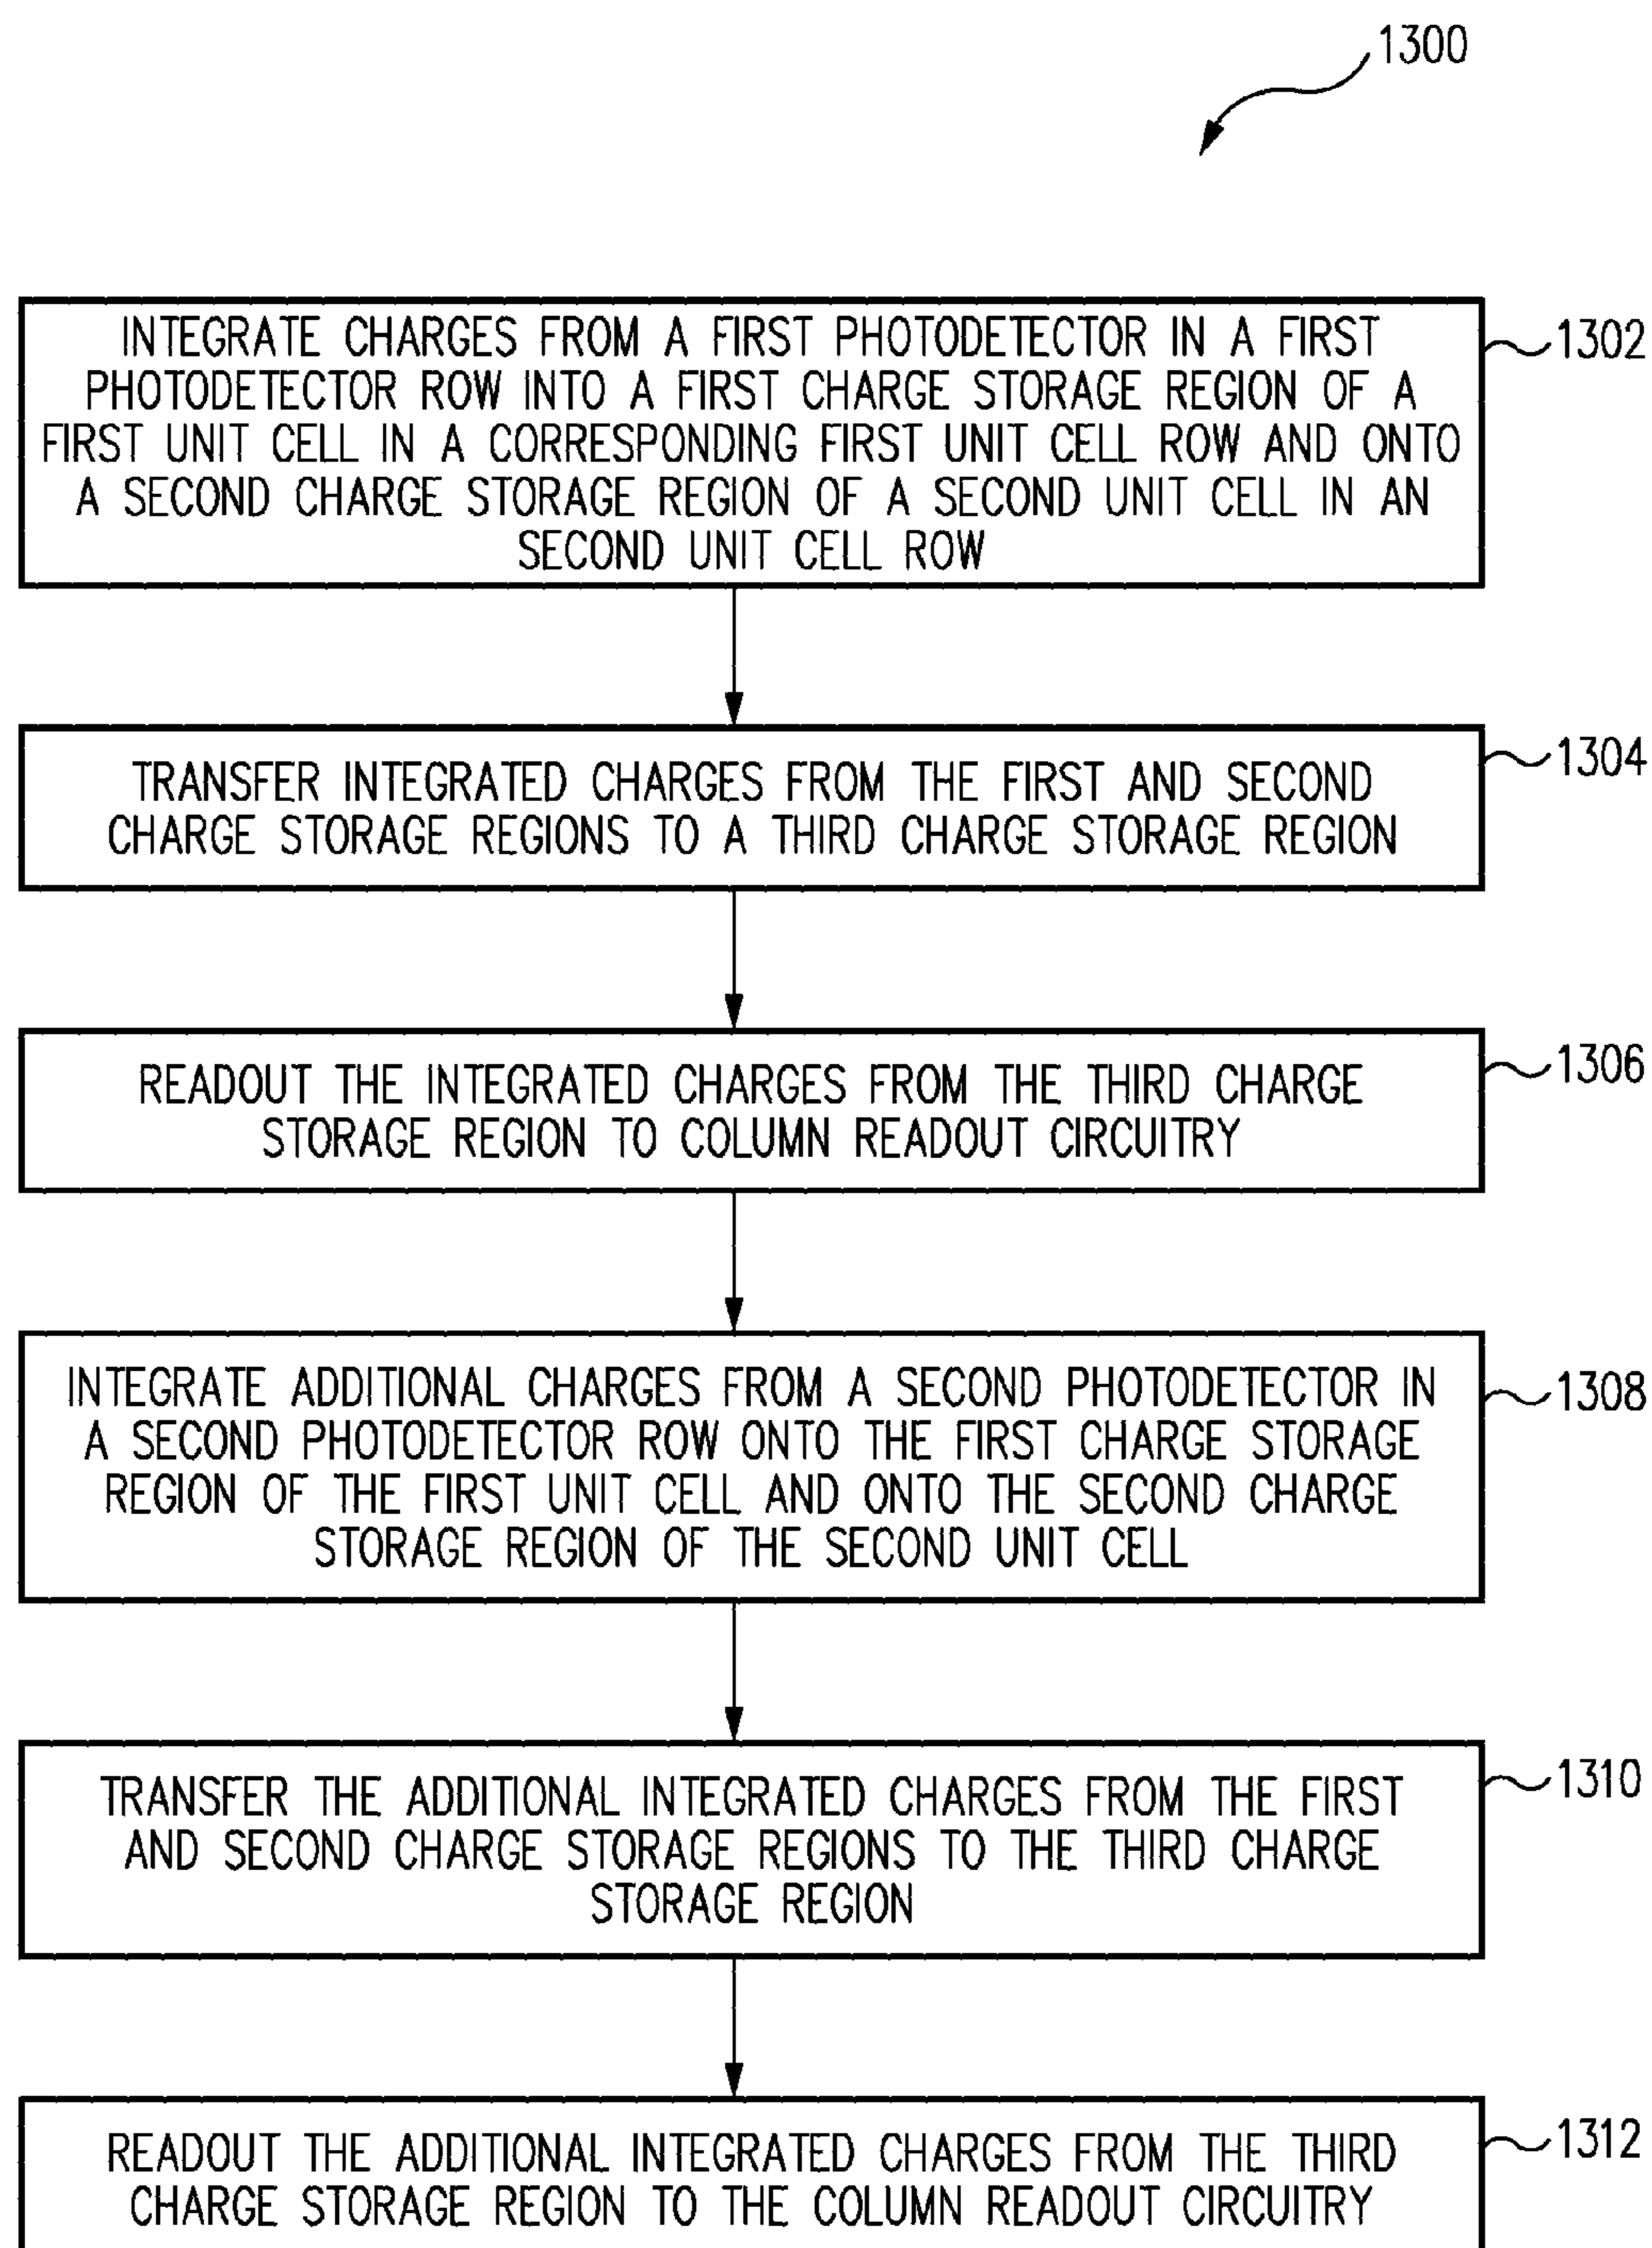 1300
INTEGRATE CHARGES FROM A FIRST PHOTODETECTOR IN A FIRST
PHOTODETECTOR ROW INTO A FIRST CHARGE STORAGE REGION OF A
FIRST UNIT CELL IN A CORRESPONDING FIRST UNIT CELL ROW AND ONTO
A SECOND CHARGE STORAGE REGION OF A SECOND UNIT CELL IN AN
SECOND UNIT CELL ROW
1302
TRANSFER INTEGRATED CHARGES FROM THE FIRST AND SECOND
CHARGE STORAGE REGIONS TO A THIRD CHARGE STORAGE REGION
1304
READOUT THE INTEGRATED CHARGES FROM THE THIRD CHARGE
STORAGE REGION TO COLUMN READOUT CIRCUITRY
1306
INTEGRATE ADDITIONAL CHARGES FROM A SECOND PHOTODETECTOR IN
A SECOND PHOTODETECTOR ROW ONTO THE FIRST CHARGE STORAGE
REGION OF THE FIRST UNIT CELL AND ONTO THE SECOND CHARGE
STORAGE REGION OF THE SECOND UNIT CELL
1308
TRANSFER THE ADDITIONAL INTEGRATED CHARGES FROM THE FIRST
AND SECOND CHARGE STORAGE REGIONS TO THE THIRD CHARGE
STORAGE REGION
1310
READOUT THE ADDITIONAL INTEGRATED CHARGES FROM THE THIRD
CHARGE STORAGE REGION TO THE COLUMN READOUT CIRCUITRY
1312